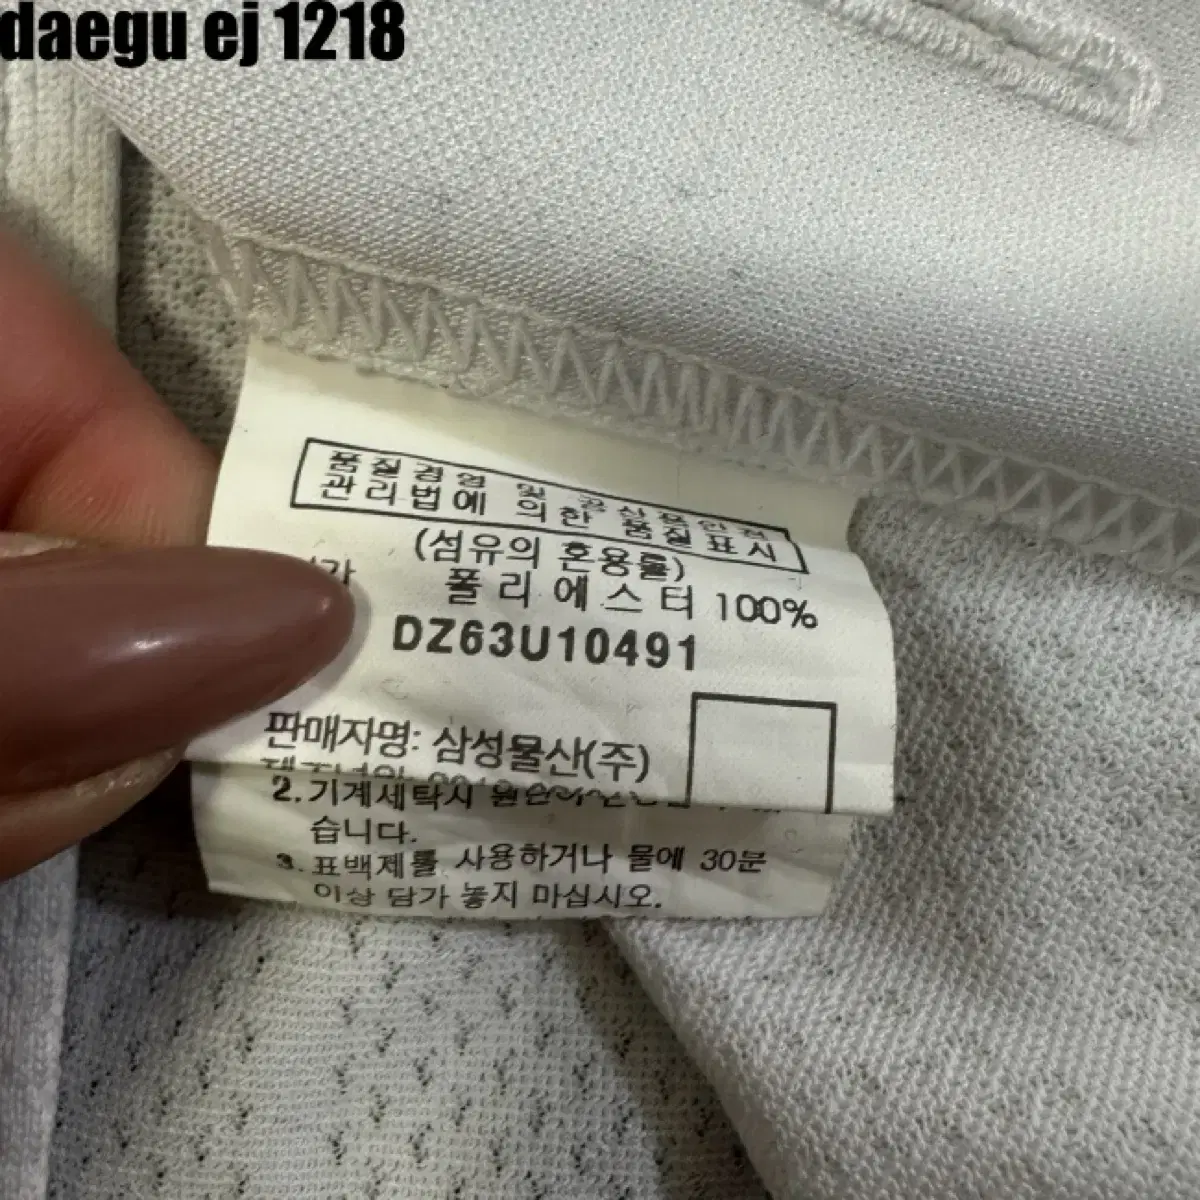 daegu ej 1218
품질경영 및 공산품안전
관리법에 의한 품질표시
(섬유의 혼용률)
폴리에스터 100%
DZ63U10491
판매자명: 삼성물산(주)
2. 기계세탁시
습니다.
3. 표백제를 사용하거나 물에 30분
이상 담가 놓지 마십시오.